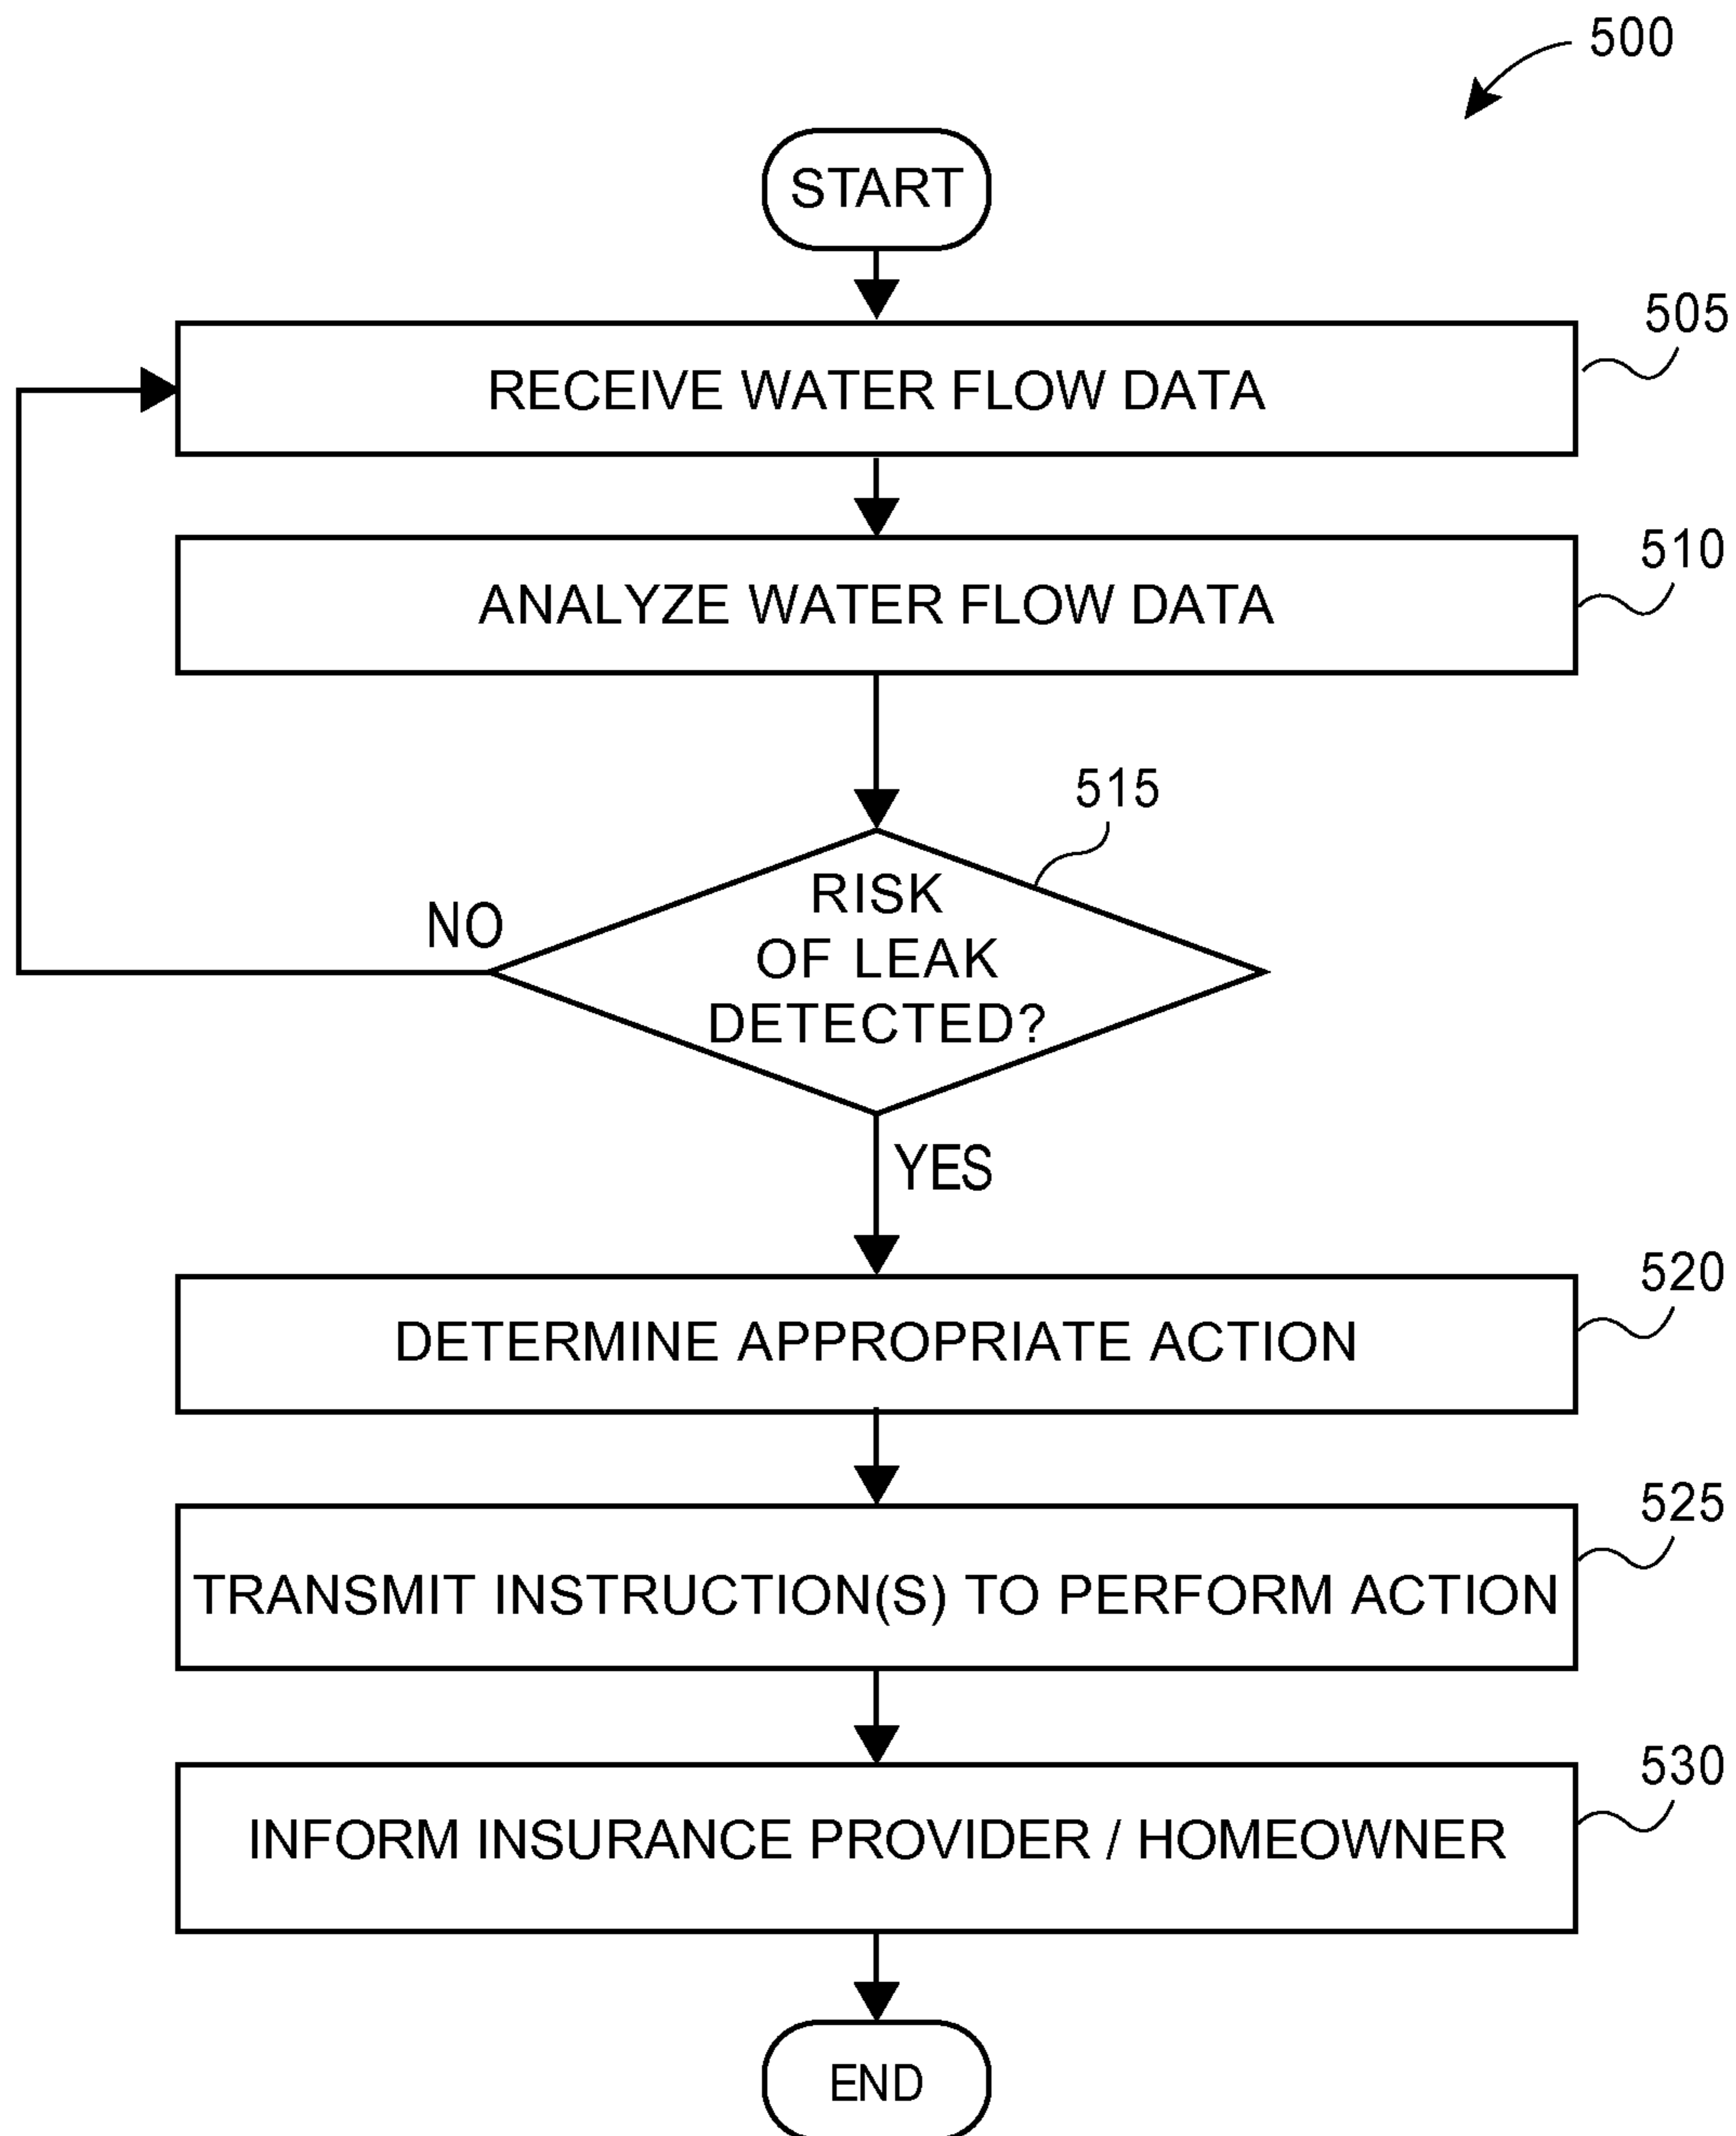 500
START
505
RECEIVE WATER FLOW DATA
510
ANALYZE WATER FLOW DATA
515
RISK
OF LEAK
DETECTED?
NO
YES
520
DETERMINE APPROPRIATE ACTION
525
TRANSMIT INSTRUCTION(S) TO PERFORM ACTION
530
INFORM INSURANCE PROVIDER / HOMEOWNER
END